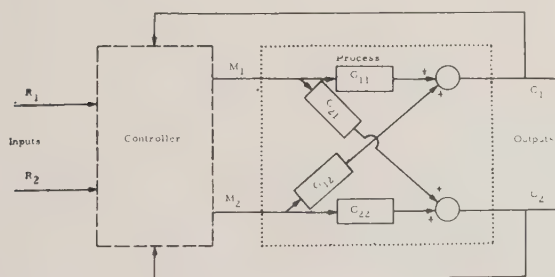 Process
M₁
G₁₁
+
+
C₁
R₁
G₂₁
Inputs
Controller
Outputs
R₂
G₁₂
+
C₂
M₂
G₂₂
+